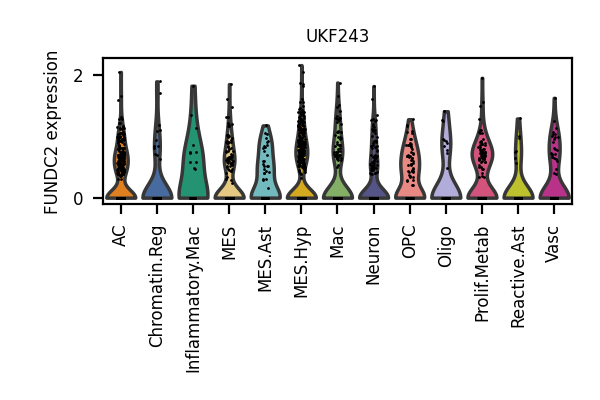 UKF243
FUNDC2 expression
2
0
AC
Chromatin.Reg
Inflammatory.Mac
MES
MES.Ast
MES.Hyp
Mac
Neuron
OPC
Oligo
Prolif.Metab
Reactive.Ast
Vasc